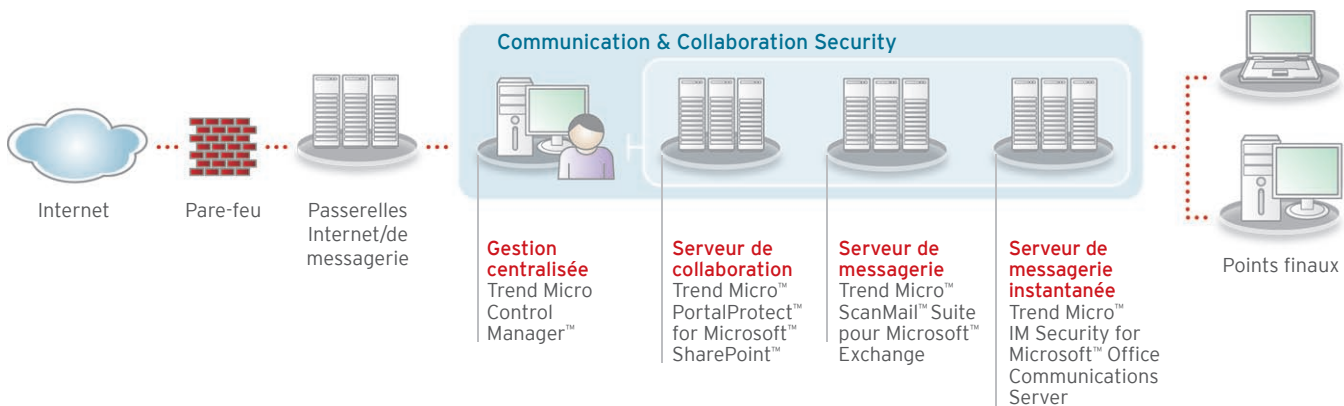 Communication & Collaboration Security
Internet
Pare-feu
Passerelles
Internet/de
messagerie
Gestion
centralisée
Trend Micro
Control
Manager™
Serveur de
collaboration
Trend Micro™
PortalProtect™
for Microsoft™
SharePoint™
Serveur de
messagerie
Trend Micro™
ScanMail™ Suite
pour Microsoft™
Exchange
Serveur de
messagerie
instantanée
Trend Micro™
IM Security for
Microsoft™ Office
Communications
Server
Points finaux